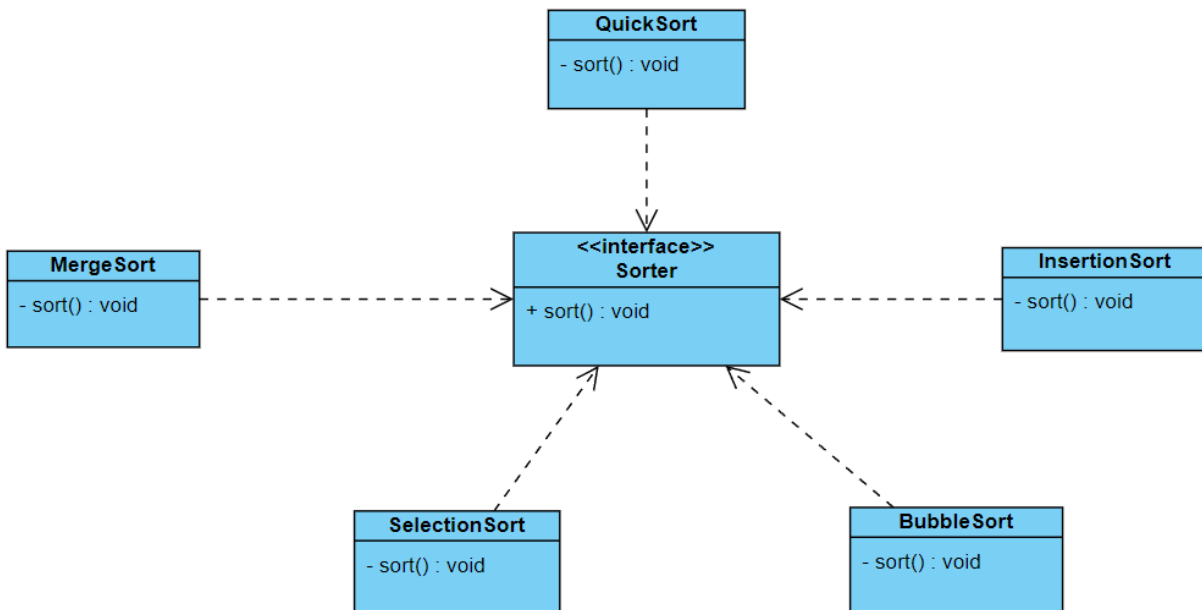 QuickSort
- sort() : void
<<interface>>
Sorter
+ sort() : void
MergeSort
- sort() : void
InsertionSort
- sort() : void
SelectionSort
- sort() : void
BubbleSort
- sort() : void